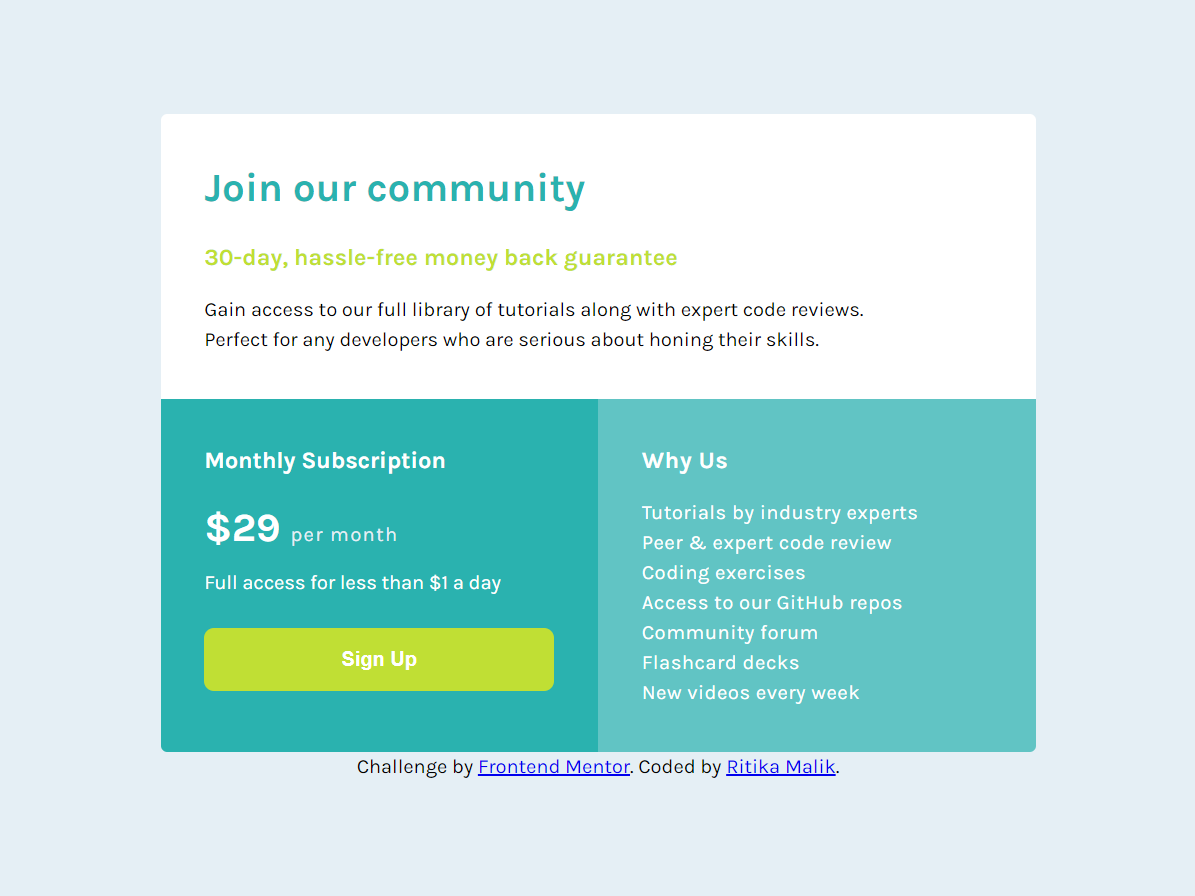 Join our community
30-day, hassle-free money back guarantee
Gain access to our full library of tutorials along with expert code reviews.
Perfect for any developers who are serious about honing their skills.
Monthly Subscription
$29 per month
Full access for less than $1 a day
Sign Up
Why Us
Tutorials by industry experts
Peer & expert code review
Coding exercises
Access to our GitHub repos
Community forum
Flashcard decks
New videos every week
Challenge by Frontend Mentor. Coded by Ritika Malik.